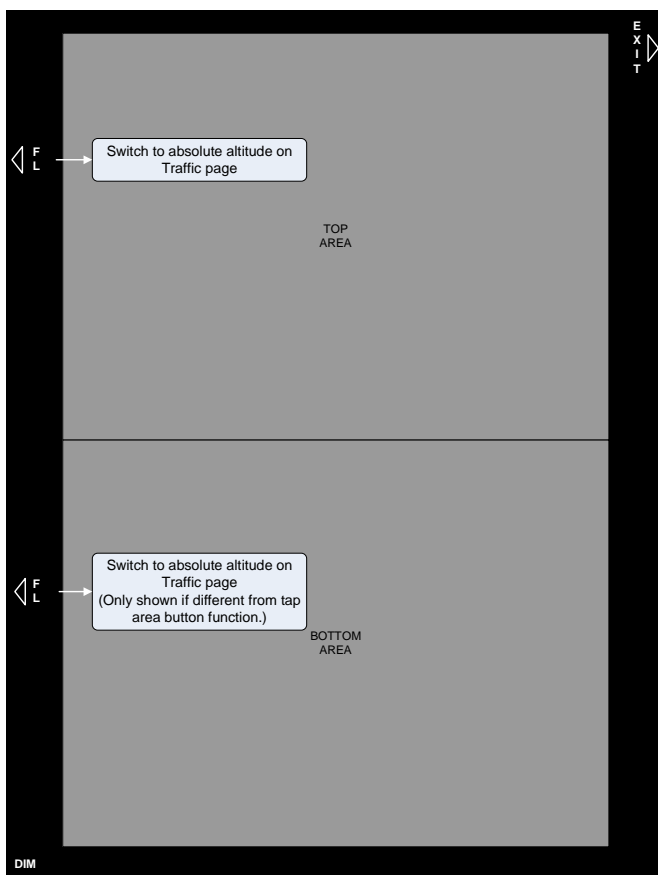 E
X
I
T
F
L
Switch to absolute altitude on
Traffic page
TOP
AREA
F
L
Switch to absolute altitude on
Traffic page
(Only shown if different from tap
area button function.)
BOTTOM
AREA
DIM